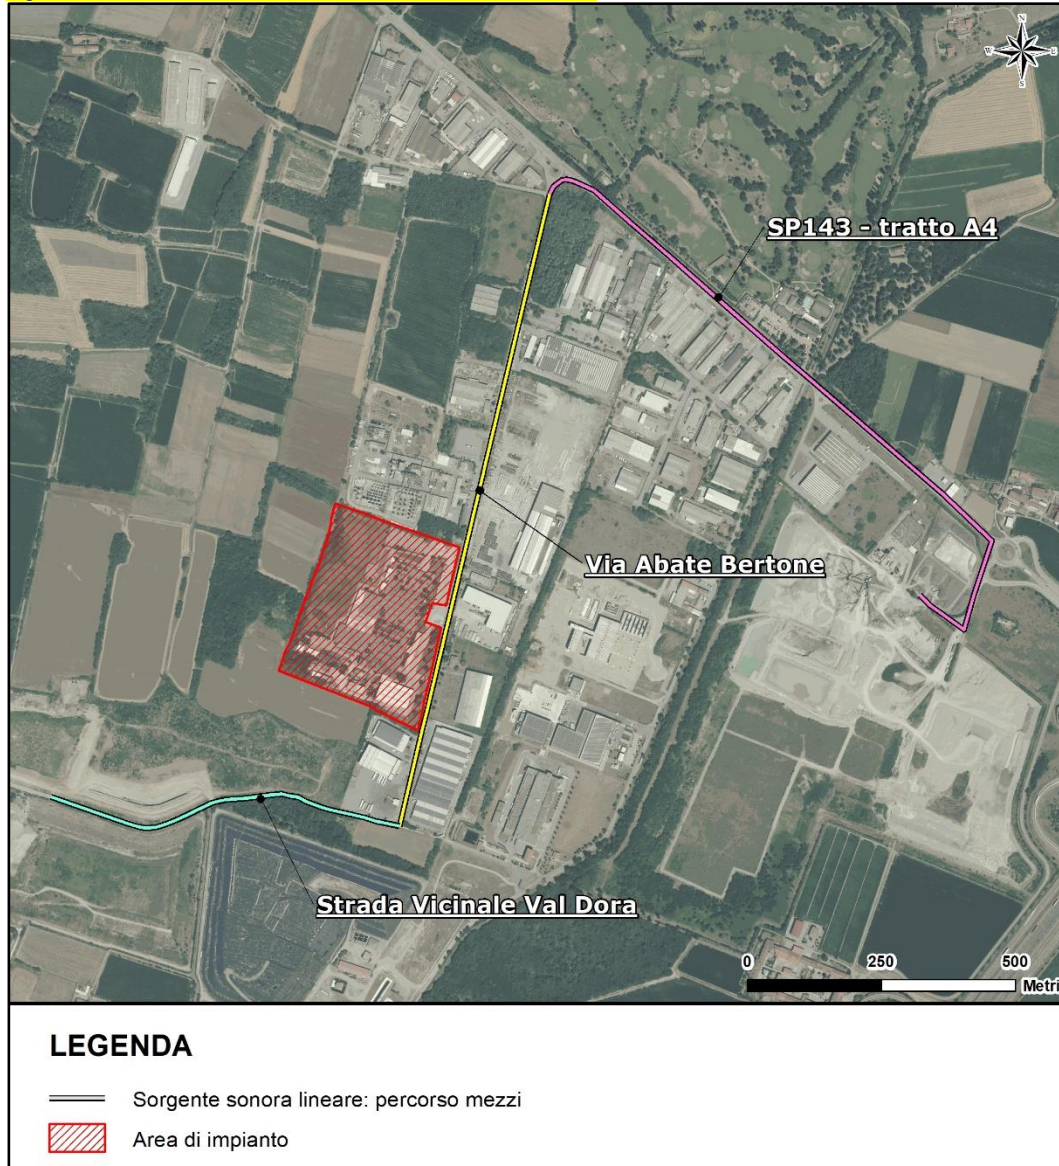 N
W E
S
SP143 - tratto A4
Via Abate Bertone
Strada Vicinale Val Dora
0 250 500
Metri
LEGENDA
Sorgente sonora lineare: percorso mezzi
Area di impianto